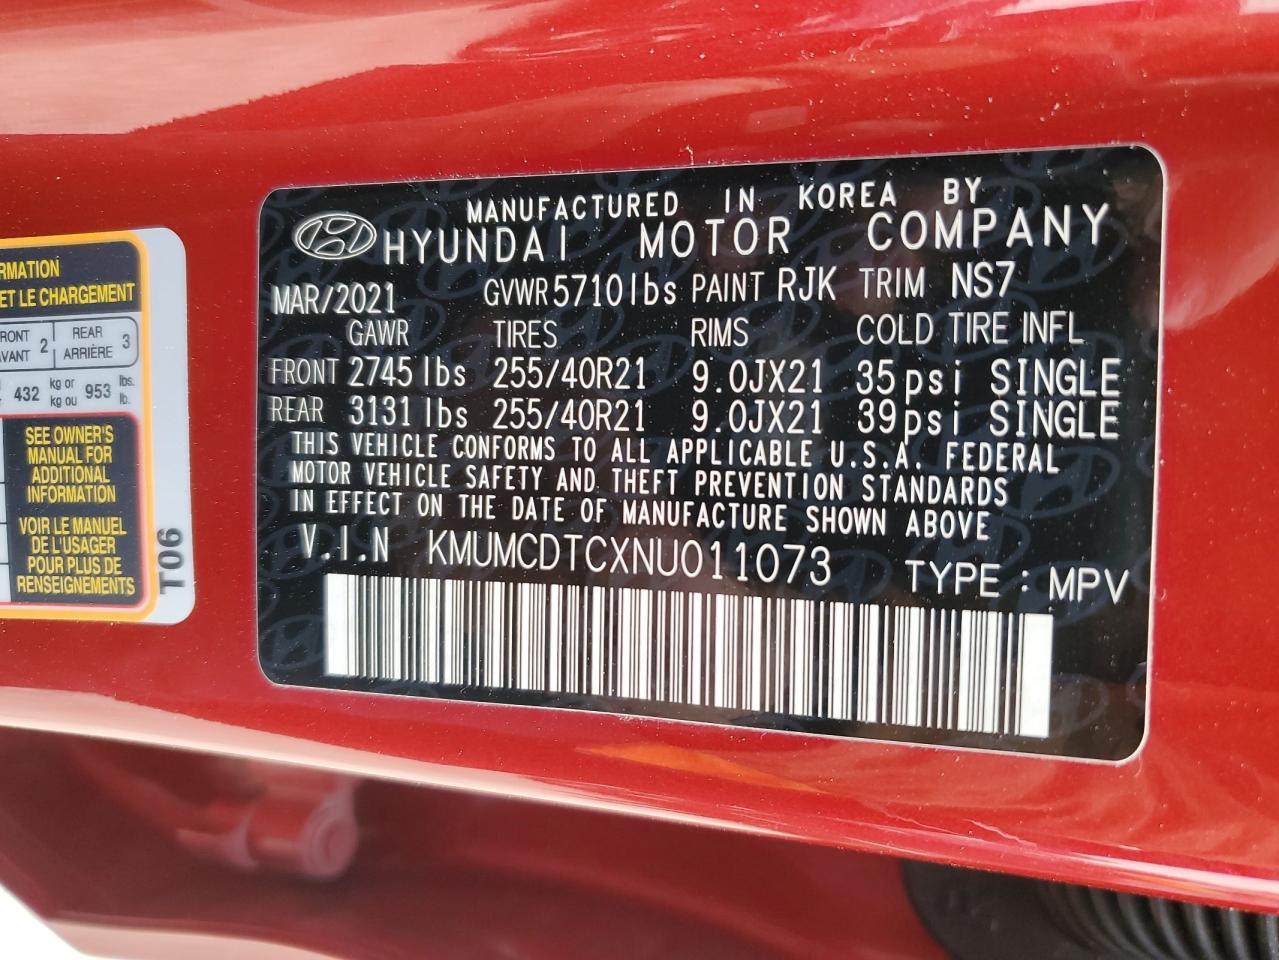 RMATION
ET LE CHARGEMENT
RONT 2 REAR 3
AVANT ARRIÈRE
432 kg or 953 lbs.
kg ou lb.
SEE OWNER'S
MANUAL FOR
ADDITIONAL
INFORMATION
VOIR LE MANUEL
DE L'USAGER
POUR PLUS DE
RENSEIGNEMENTS
T06
MANUFACTURED IN KOREA BY
HYUNDAI MOTOR COMPANY
MAR/2021 GVWR 5710lbs PAINT RJK TRIM NS7
GAWR TIRES RIMS COLD TIRE INFL
FRONT 2745lbs 255/40R21 9.0JX21 35psi SINGLE
REAR 3131lbs 255/40R21 9.0JX21 39psi SINGLE
THIS VEHICLE CONFORMS TO ALL APPLICABLE U.S.A. FEDERAL
MOTOR VEHICLE SAFETY AND THEFT PREVENTION STANDARDS
IN EFFECT ON THE DATE OF MANUFACTURE SHOWN ABOVE
V.I.N KMUMCDTCXNU011073 TYPE : MPV